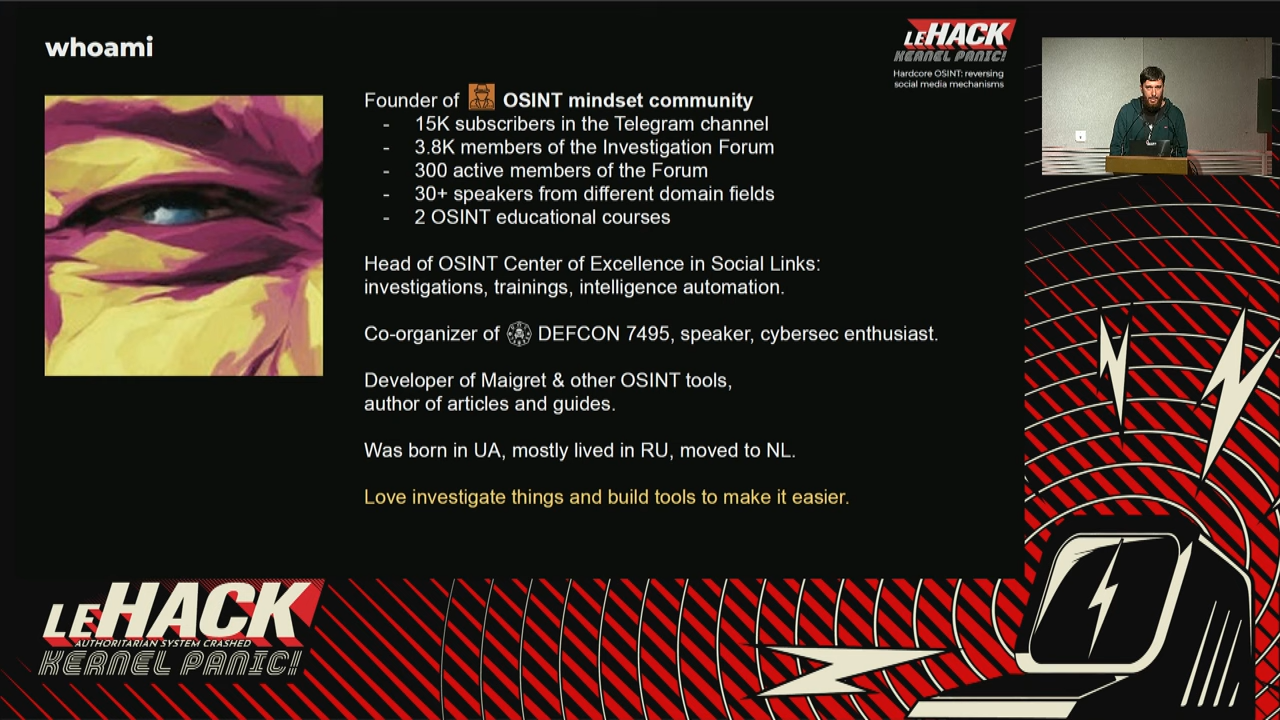 whoami
LEHACK
KERNEL PANIC!
Hardcore OSINT: reversing
social media mechanisms
Founder of OSINT mindset community
- 15K subscribers in the Telegram channel
- 3.8K members of the Investigation Forum
- 300 active members of the Forum
- 30+ speakers from different domain fields
- 2 OSINT educational courses
Head of OSINT Center of Excellence in Social Links:
investigations, trainings, intelligence automation.
Co-organizer of DEFCON 7495, speaker, cybersec enthusiast.
Developer of Maigret & other OSINT tools,
author of articles and guides.
Was born in UA, mostly lived in RU, moved to NL.
Love investigate things and build tools to make it easier.
LEHACK
AUTHORITARIAN SYSTEM CRASHED
KERNEL PANIC!